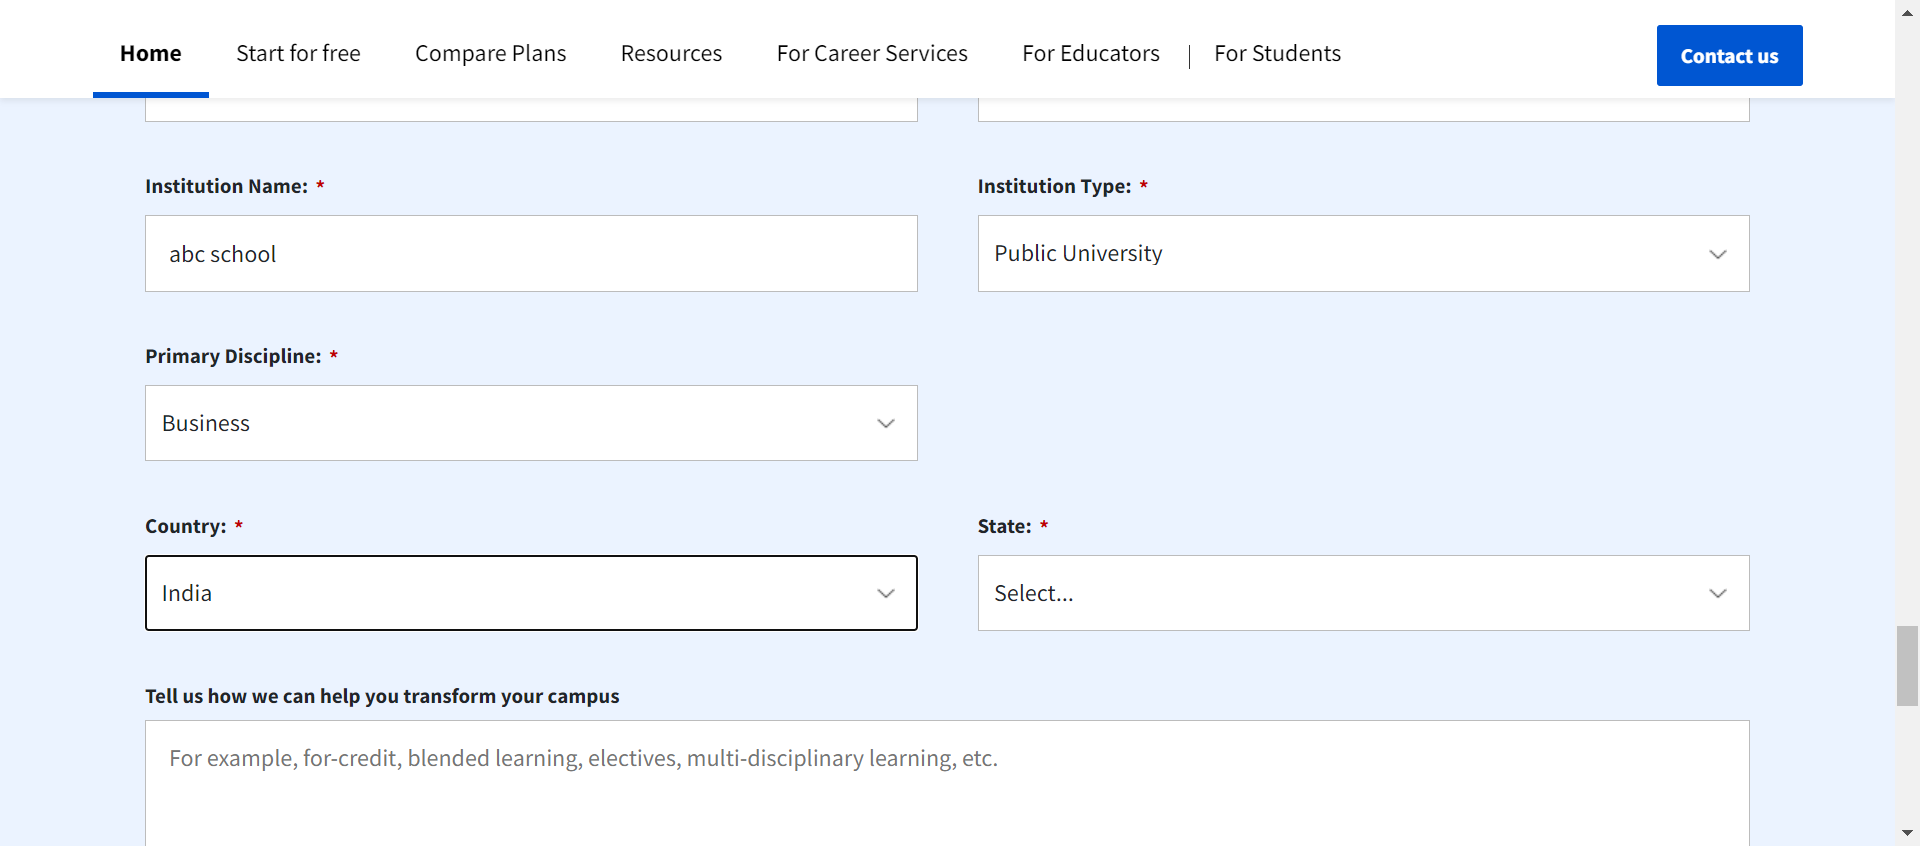 Home Start for free Compare Plans Resources For Career Services For Educators | For Students Contact us
Institution Name: * Institution Type: *
abc school Public University
Primary Discipline: *
Business
Country: * State: *
India Select...
Tell us how we can help you transform your campus
For example, for-credit, blended learning, electives, multi-disciplinary learning, etc.